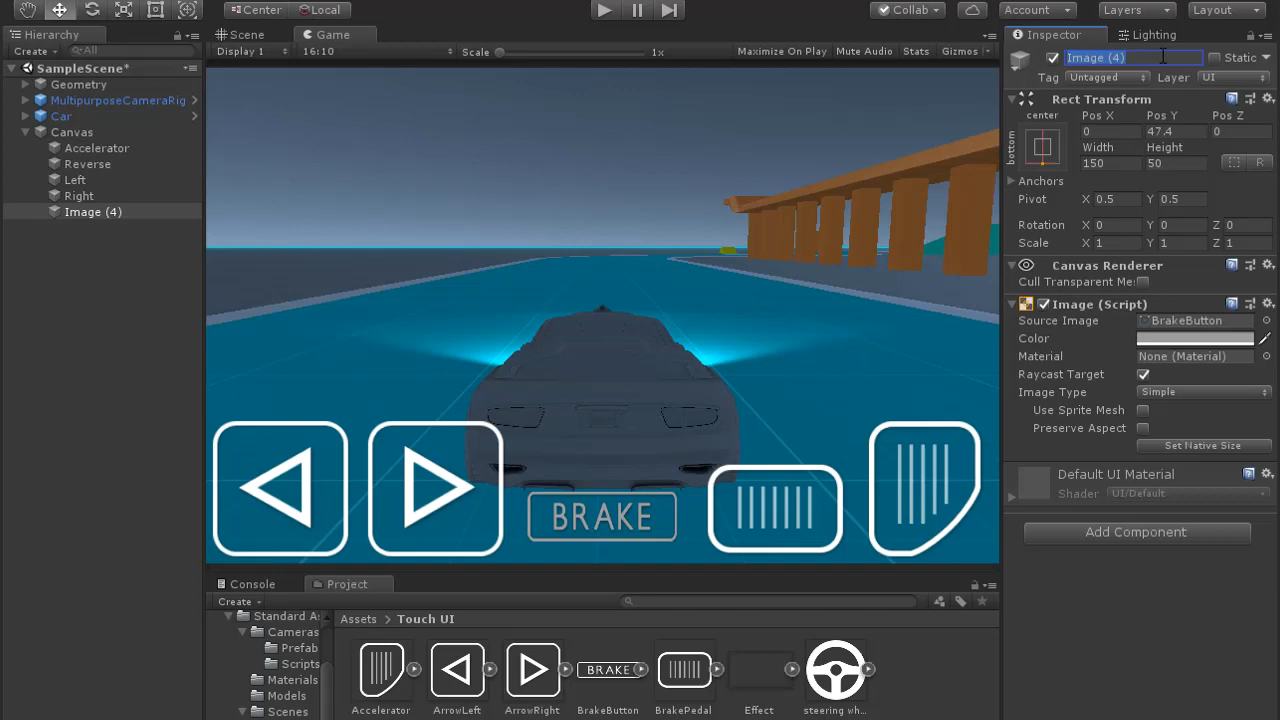 Center Local Collab Account Layers Layout
Hierarchy
Create All
SampleScene*
Geometry
MultipurposeCameraRig
Car
Canvas
Accelerator
Reverse
Left
Right
Image (4)
Scene Game
Display 1 16:10 Scale 1x Maximize On Play Mute Audio Stats Gizmos
BRAKE
Console Project
Create
Standard As
Cameras
Prefab
Scripts
Materials
Models
Scenes
Assets Touch UI
BRAKE
Accelerator ArrowLeft ArrowRight BrakeButton BrakePedal Effect steering wh...
Inspector Lighting
Image (4) Static
Tag Untagged Layer UI
Rect Transform
center Pos X Pos Y Pos Z
bottom 0 47.4 0
Width Height
150 50 R
Anchors
Pivot X 0.5 Y 0.5
Rotation X 0 Y 0 Z 0
Scale X 1 Y 1 Z 1
Canvas Renderer
Cull Transparent Me
Image (Script)
Source Image BrakeButton
Color
Material None (Material)
Raycast Target
Image Type Simple
Use Sprite Mesh
Preserve Aspect
Set Native Size
Default UI Material
Shader UI/Default
Add Component